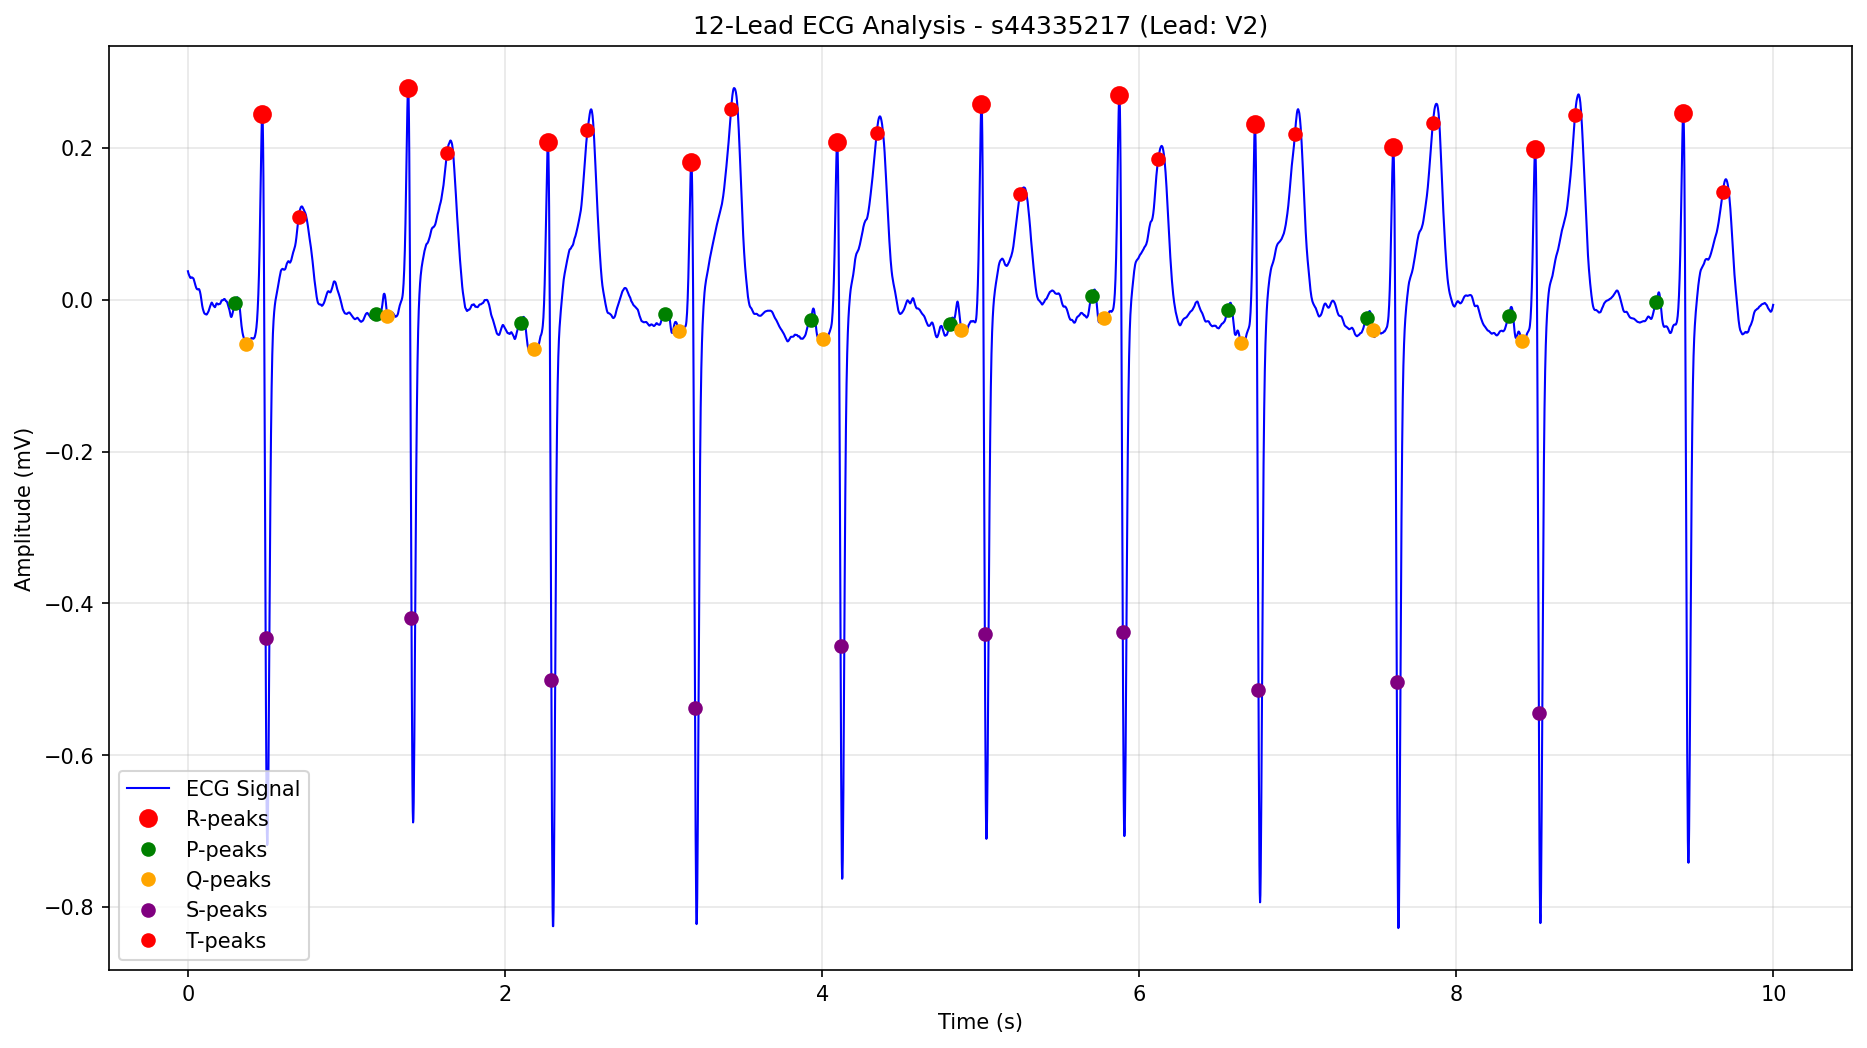 12-Lead ECG Analysis - s44335217 (Lead: V2)
Amplitude (mV)
0.2
0.0
−0.2
−0.4
−0.6
−0.8
ECG Signal
R-peaks
P-peaks
Q-peaks
S-peaks
T-peaks
0 2 4 6 8 10
Time (s)